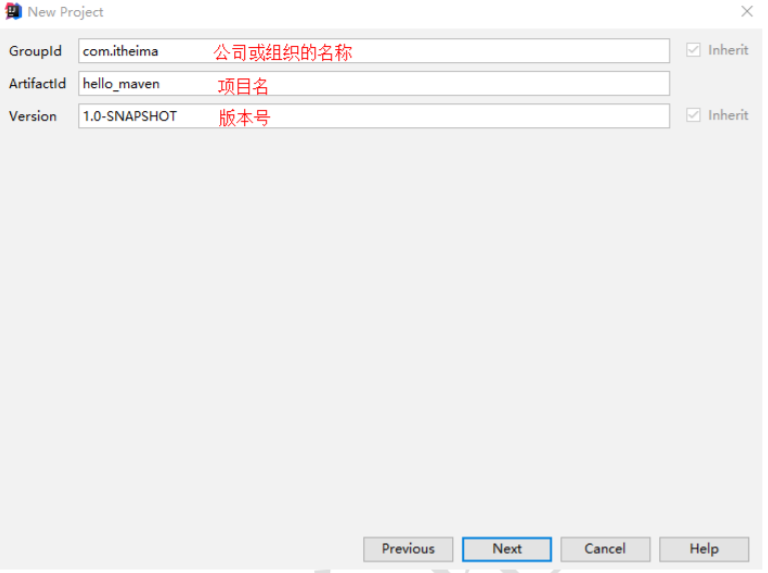 New Project
GroupId com.itheima 公司或组织的名称 Inherit
ArtifactId hello_maven 项目名
Version 1.0-SNAPSHOT 版本号 Inherit
Previous Next Cancel Help